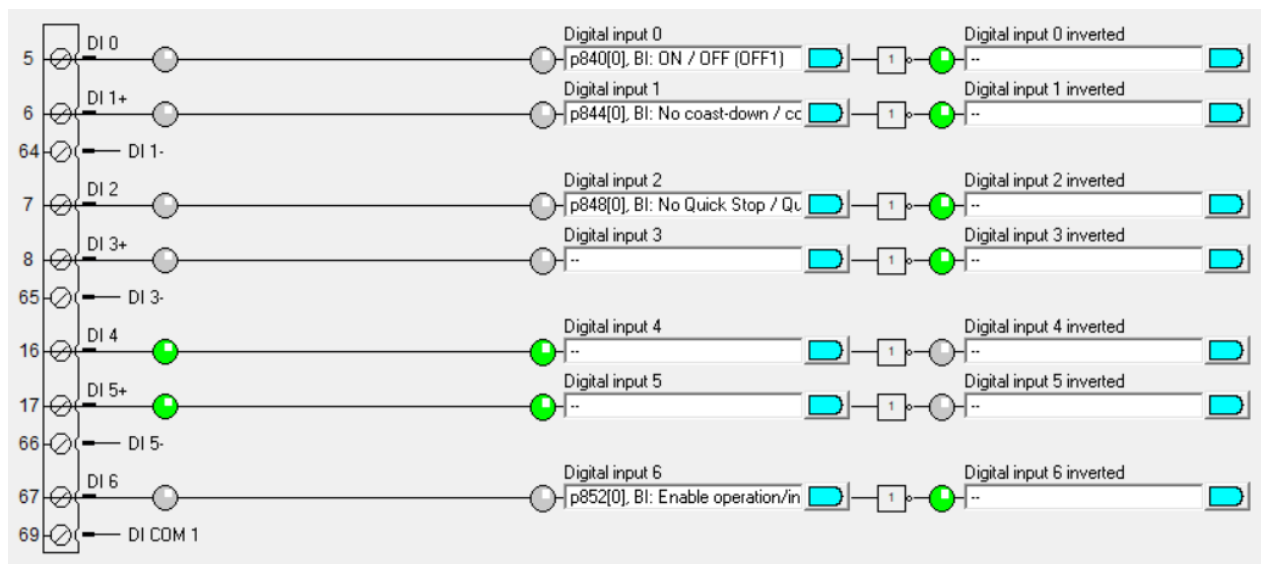 DI 0
Digital input 0
Digital input 0 inverted
5
p840[0], BI: ON / OFF (OFF1)
1
--
DI 1+
Digital input 1
Digital input 1 inverted
6
p844[0], BI: No coast-down / cc
1
--
64
DI 1-
DI 2
Digital input 2
Digital input 2 inverted
7
p848[0], BI: No Quick Stop / Qu
1
--
DI 3+
Digital input 3
Digital input 3 inverted
8
--
1
--
65
DI 3-
DI 4
Digital input 4
Digital input 4 inverted
16
--
1
--
DI 5+
Digital input 5
Digital input 5 inverted
17
--
1
--
66
DI 5-
DI 6
Digital input 6
Digital input 6 inverted
67
p852[0], BI: Enable operation/in
1
--
69
DI COM 1